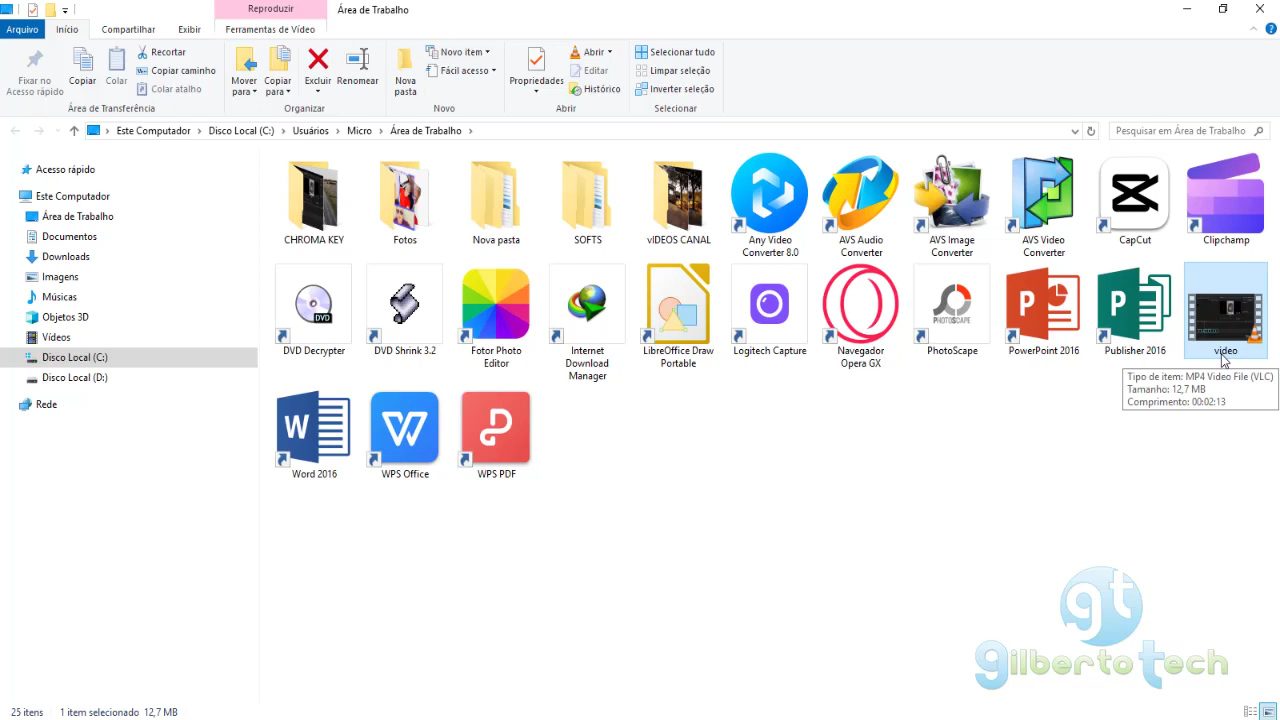 Reproduzir
Área de Trabalho
Arquivo
Início
Compartilhar
Exibir
Ferramentas de Vídeo
Fixar no
Acesso rápido
Copiar
Colar
Recortar
Copiar caminho
Colar atalho
Área de Transferência
Mover
para
Copiar
para
Excluir
Renomear
Organizar
Nova
pasta
Novo item
Fácil acesso
Novo
Propriedades
Abrir
Editar
Histórico
Abrir
Selecionar tudo
Limpar seleção
Inverter seleção
Selecionar
Este Computador
Disco Local (C:)
Usuários
Micro
Área de Trabalho
Pesquisar em Área de Trabalho
Acesso rápido
Este Computador
Área de Trabalho
Documentos
Downloads
Imagens
Músicas
Objetos 3D
Vídeos
Disco Local (C:)
Disco Local (D:)
Rede
CHROMA KEY
Fotos
Nova pasta
SOFTS
vIDEOS CANAL
Any Video
Converter 8.0
AVS Audio
Converter
AVS Image
Converter
AVS Video
Converter
CapCut
Clipchamp
DVD
DVD Decrypter
DVD Shrink 3.2
Fotor Photo
Editor
Internet
Download
Manager
LibreOffice Draw
Portable
Logitech Capture
Navegador
Opera GX
PHOTOSCAPE
PhotoScape
P
PowerPoint 2016
P
Publisher 2016
video
Tipo de item: MP4 Video File (VLC)
Tamanho: 12,7 MB
Comprimento: 00:02:13
W
Word 2016
W
WPS Office
WPS PDF
gt
gilberto tech
25 itens
1 item selecionado 12,7 MB